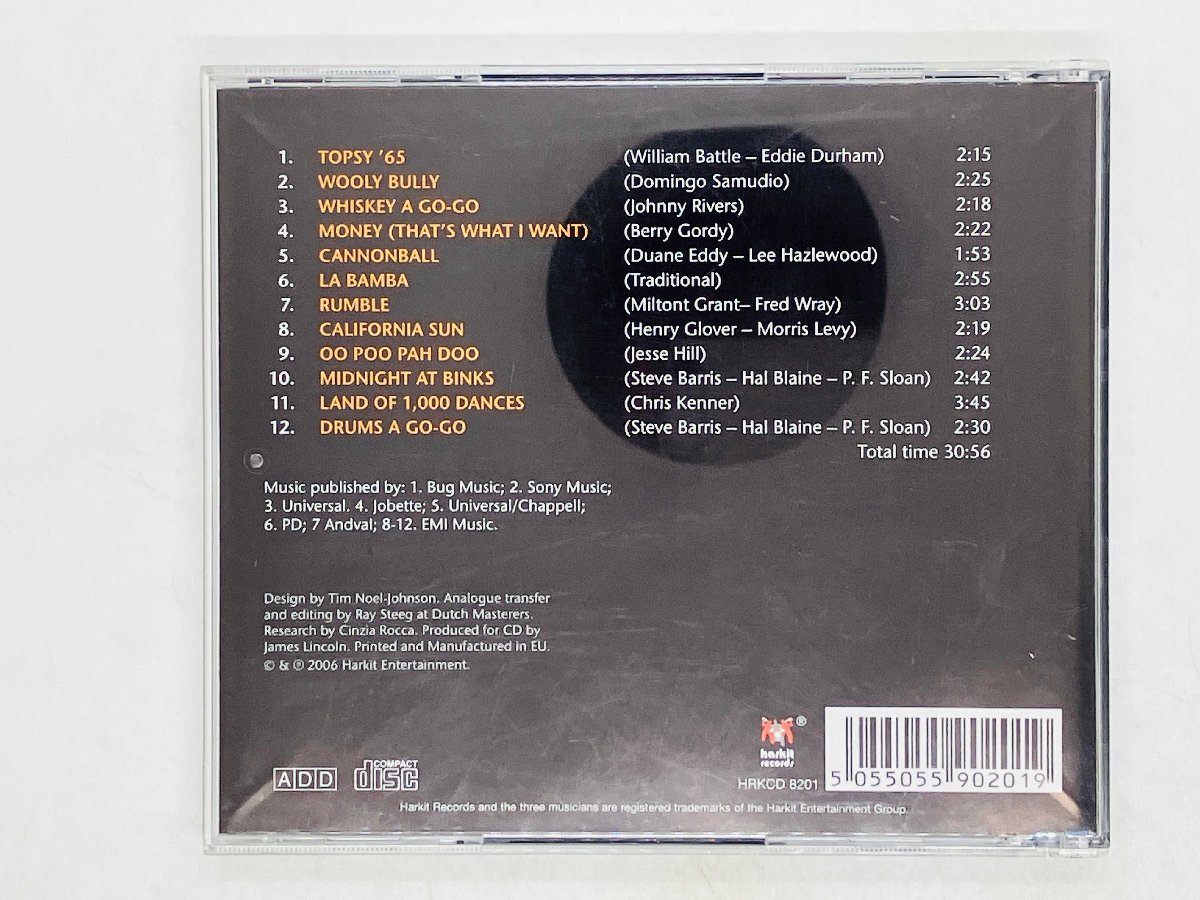 1. TOPSY '65 (William Battle – Eddie Durham) 2:15
2. WOOLY BULLY (Domingo Samudio) 2:25
3. WHISKEY A GO-GO (Johnny Rivers) 2:18
4. MONEY (THAT'S WHAT I WANT) (Berry Gordy) 2:22
5. CANNONBALL (Duane Eddy – Lee Hazlewood) 1:53
6. LA BAMBA (Traditional) 2:55
7. RUMBLE (Miltont Grant– Fred Wray) 3:03
8. CALIFORNIA SUN (Henry Glover – Morris Levy) 2:19
9. OO POO PAH DOO (Jesse Hill) 2:24
10. MIDNIGHT AT BINKS (Steve Barris – Hal Blaine – P. F. Sloan) 2:42
11. LAND OF 1,000 DANCES (Chris Kenner) 3:45
12. DRUMS A GO-GO (Steve Barris – Hal Blaine – P. F. Sloan) 2:30
Total time 30:56
Music published by: 1. Bug Music; 2. Sony Music;
3. Universal. 4. Jobette; 5. Universal/Chappell;
6. PD; 7 Andval; 8-12. EMI Music.
Design by Tim Noel-Johnson. Analogue transfer
and editing by Ray Steeg at Dutch Masterers.
Research by Cinzia Rocca. Produced for CD by
James Lincoln. Printed and Manufactured in EU.
© & ℗ 2006 Harkit Entertainment.
ADD
COMPACT
disc
®
harkit
records
HRKCD 8201
5 055055 902019
Harkit Records and the three musicians are registered trademarks of the Harkit Entertainment Group.